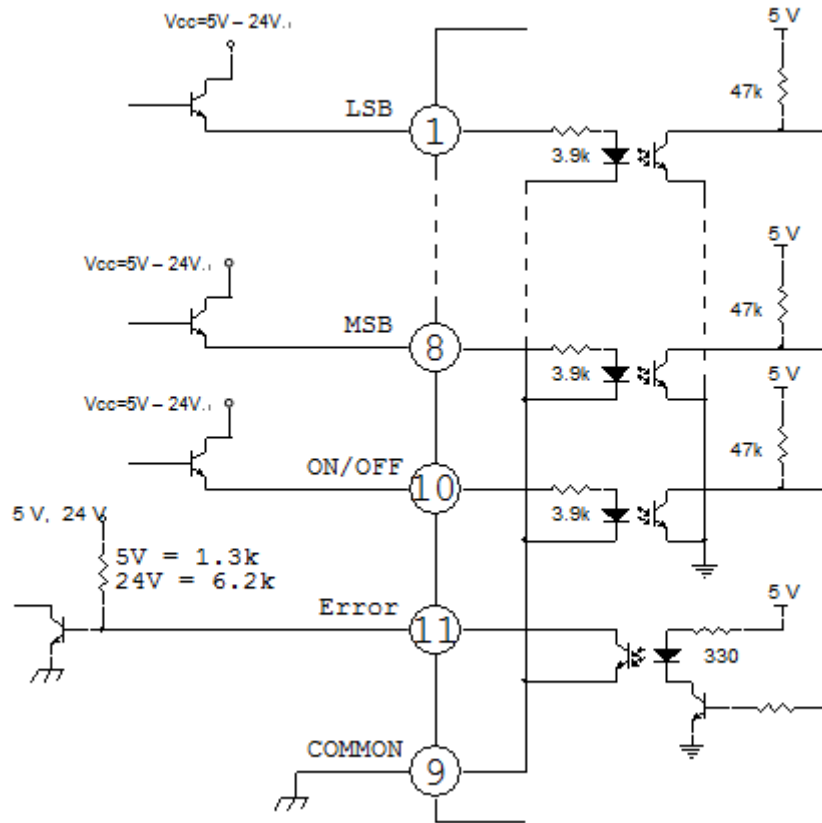 Vcc=5V – 24V.
5 V
LSB
1
3.9k
47k
Vcc=5V – 24V.
5 V
MSB
8
3.9k
47k
Vcc=5V – 24V.
5 V
ON/OFF
10
3.9k
47k
5 V, 24 V
5V = 1.3k
24V = 6.2k
Error
11
5 V
330
COMMON
9